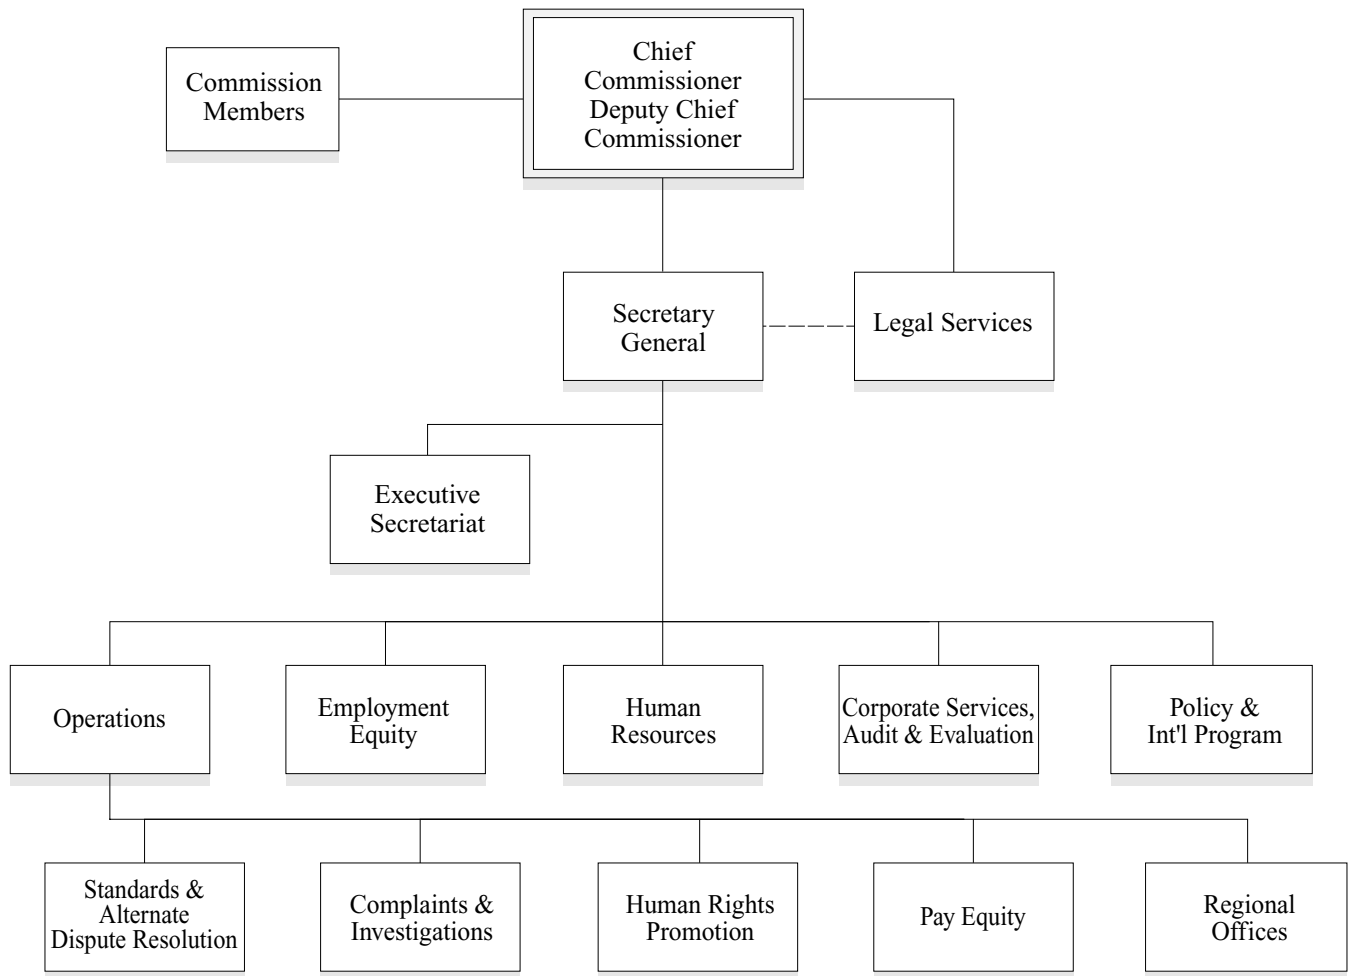 Commission
Members
Chief
Commissioner
Deputy Chief
Commissioner
Secretary
General
Legal Services
Executive
Secretariat
Operations
Employment
Equity
Human
Resources
Corporate Services,
Audit & Evaluation
Policy &
Int'l Program
Standards &
Alternate
Dispute Resolution
Complaints &
Investigations
Human Rights
Promotion
Pay Equity
Regional
Offices